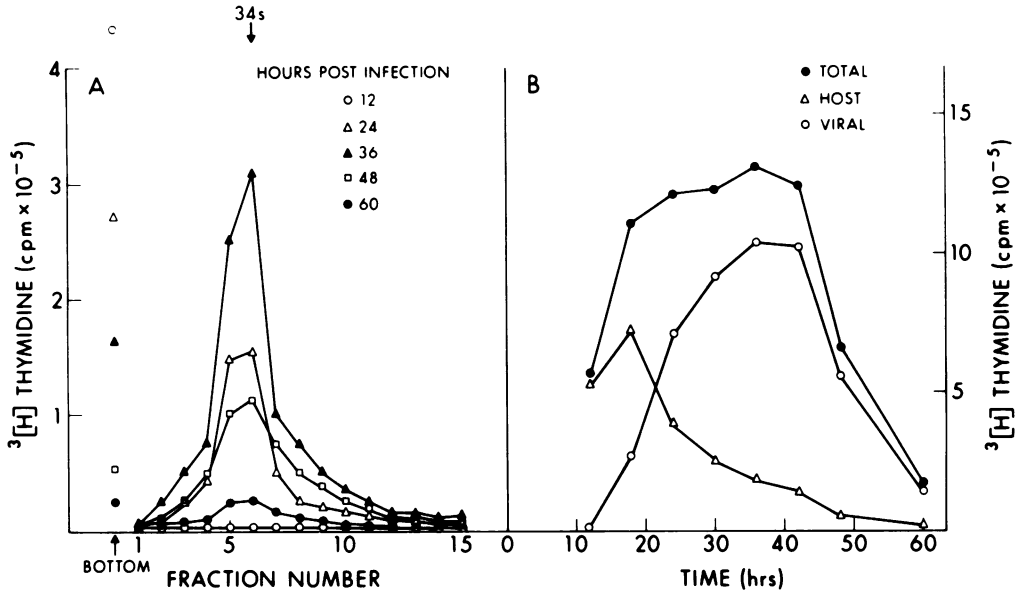 34s
A
HOURS POST INFECTION
12
24
36
48
60
4
3
2
1
³[H] THYMIDINE (cpm × 10⁻⁵)
BOTTOM
1 5 10 15
FRACTION NUMBER
B
TOTAL
HOST
VIRAL
15
10
5
0
³[H] THYMIDINE (cpm × 10⁻⁵)
0 10 20 30 40 50 60
TIME (hrs)